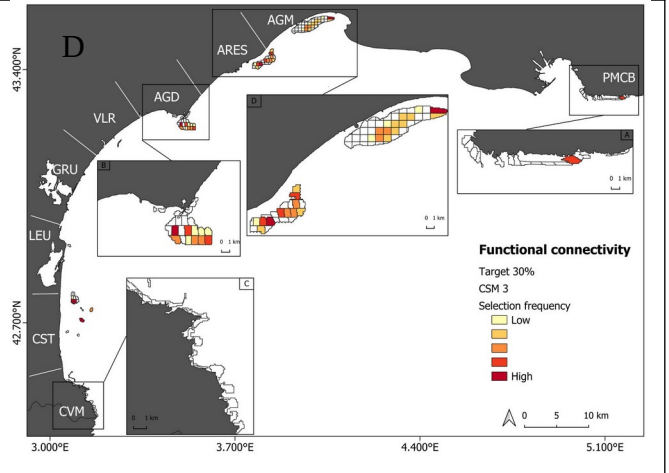 D
AGM
ARES
PMCB
43.400°N
AGD
VLR
D
A
0 1 km
GRU
B
0 1 km
0 1 km
LEU
Functional connectivity
Target 30%
CSM 3
Selection frequency
Low
High
C
42.700°N
CST
CVM
0 1 km
0 5 10 km
3.000°E 3.700°E 4.400°E 5.100°E